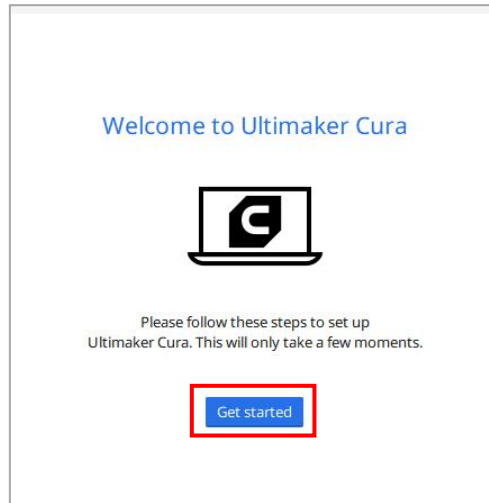 Welcome to Ultimaker Cura
Please follow these steps to set up
Ultimaker Cura. This will only take a few moments.
Get started